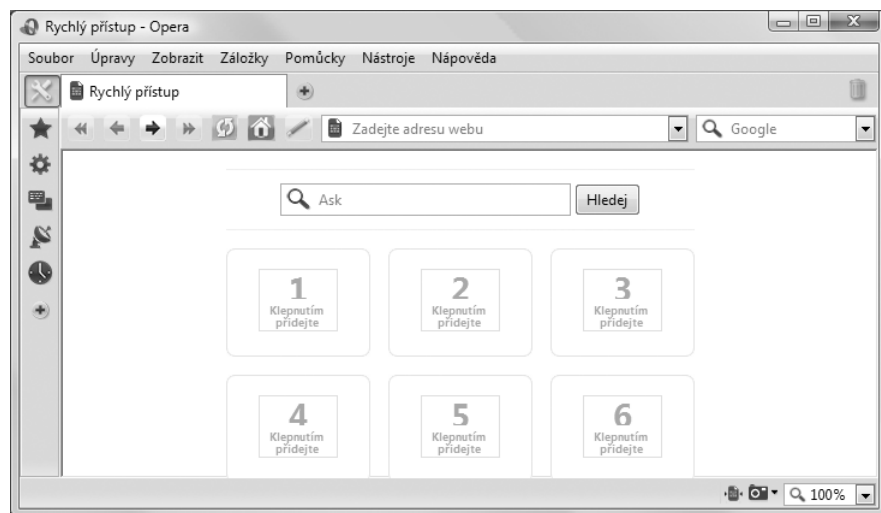 Rychlý přístup - Opera
Soubor Úpravy Zobrazit Záložky Pomůcky Nástroje Nápověda
Rychlý přístup
Zadejte adresu webu
Google
Ask
Hledej
1
Klepnutím
přidejte
2
Klepnutím
přidejte
3
Klepnutím
přidejte
4
Klepnutím
přidejte
5
Klepnutím
přidejte
6
Klepnutím
přidejte
100%